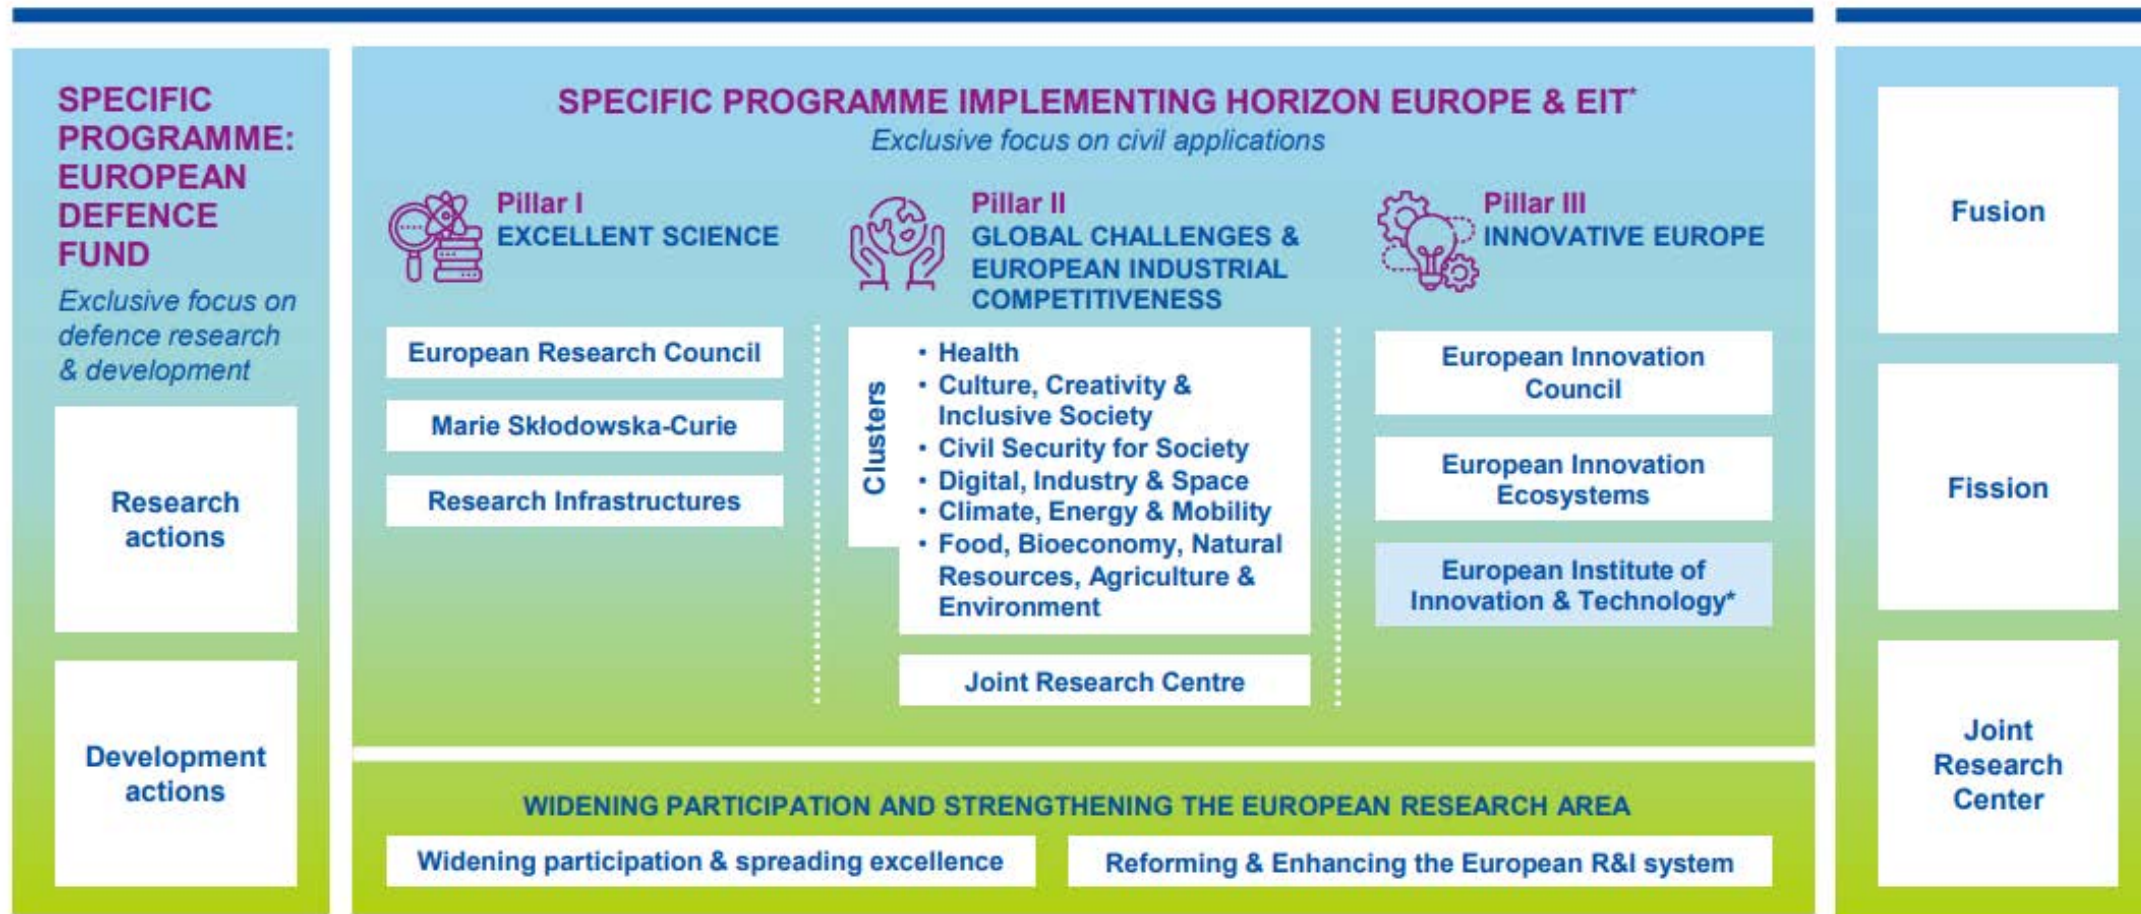 SPECIFIC
PROGRAMME:
EUROPEAN
DEFENCE
FUND
Exclusive focus on
defence research
& development
Research
actions
Development
actions
SPECIFIC PROGRAMME IMPLEMENTING HORIZON EUROPE & EIT*
Exclusive focus on civil applications
Pillar I
EXCELLENT SCIENCE
European Research Council
Marie Skłodowska-Curie
Research Infrastructures
Pillar II
GLOBAL CHALLENGES &
EUROPEAN INDUSTRIAL
COMPETITIVENESS
Clusters
• Health
• Culture, Creativity &
Inclusive Society
• Civil Security for Society
• Digital, Industry & Space
• Climate, Energy & Mobility
• Food, Bioeconomy, Natural
Resources, Agriculture &
Environment
Joint Research Centre
Pillar III
INNOVATIVE EUROPE
European Innovation
Council
European Innovation
Ecosystems
European Institute of
Innovation & Technology*
WIDENING PARTICIPATION AND STRENGTHENING THE EUROPEAN RESEARCH AREA
Widening participation & spreading excellence
Reforming & Enhancing the European R&I system
Fusion
Fission
Joint
Research
Center